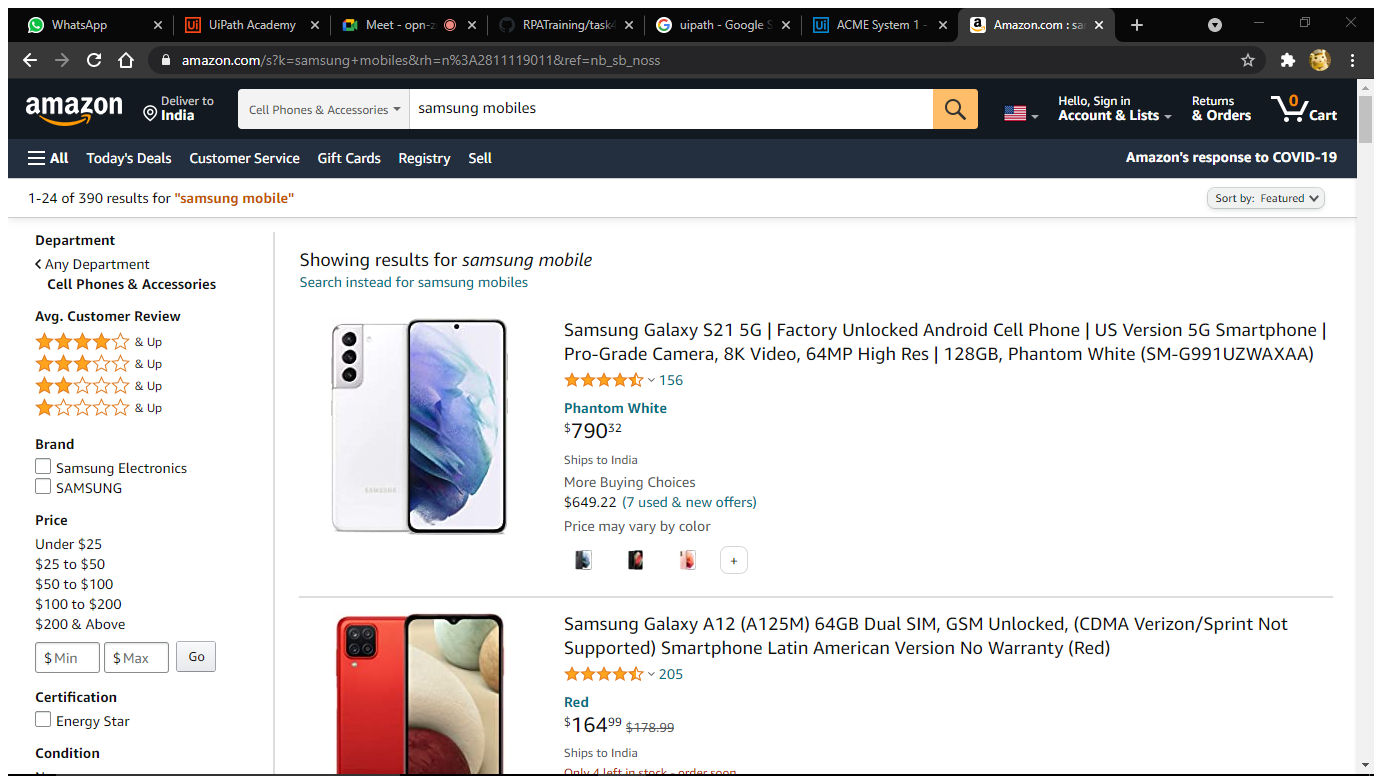 WhatsApp
UiPath Academy
Meet - opn-z
RPATraining/task
uipath - Google S
ACME System 1 -
Amazon.com : sa
amazon.com/s?k=samsung+mobiles&rh=n%3A2811119011&ref=nb_sb_noss
amazon
Deliver to
India
Cell Phones & Accessories
samsung mobiles
Hello, Sign in
Account & Lists
Returns
& Orders
0
Cart
All
Today's Deals
Customer Service
Gift Cards
Registry
Sell
Amazon's response to COVID-19
1-24 of 390 results for "samsung mobile"
Sort by: Featured
Department
Any Department
Cell Phones & Accessories
Avg. Customer Review
& Up
& Up
& Up
& Up
Brand
Samsung Electronics
SAMSUNG
Price
Under $25
$25 to $50
$50 to $100
$100 to $200
$200 & Above
$ Min
$ Max
Go
Certification
Energy Star
Condition
Showing results for samsung mobile
Search instead for samsung mobiles
SAMSUNG
Samsung Galaxy S21 5G | Factory Unlocked Android Cell Phone | US Version 5G Smartphone |
Pro-Grade Camera, 8K Video, 64MP High Res | 128GB, Phantom White (SM-G991UZWAXAA)
156
Phantom White
$79032
Ships to India
More Buying Choices
$649.22 (7 used & new offers)
Price may vary by color
+
Samsung Galaxy A12 (A125M) 64GB Dual SIM, GSM Unlocked, (CDMA Verizon/Sprint Not
Supported) Smartphone Latin American Version No Warranty (Red)
205
Red
$16499 $178.99
Ships to India
Only 4 left in stock - order soon.